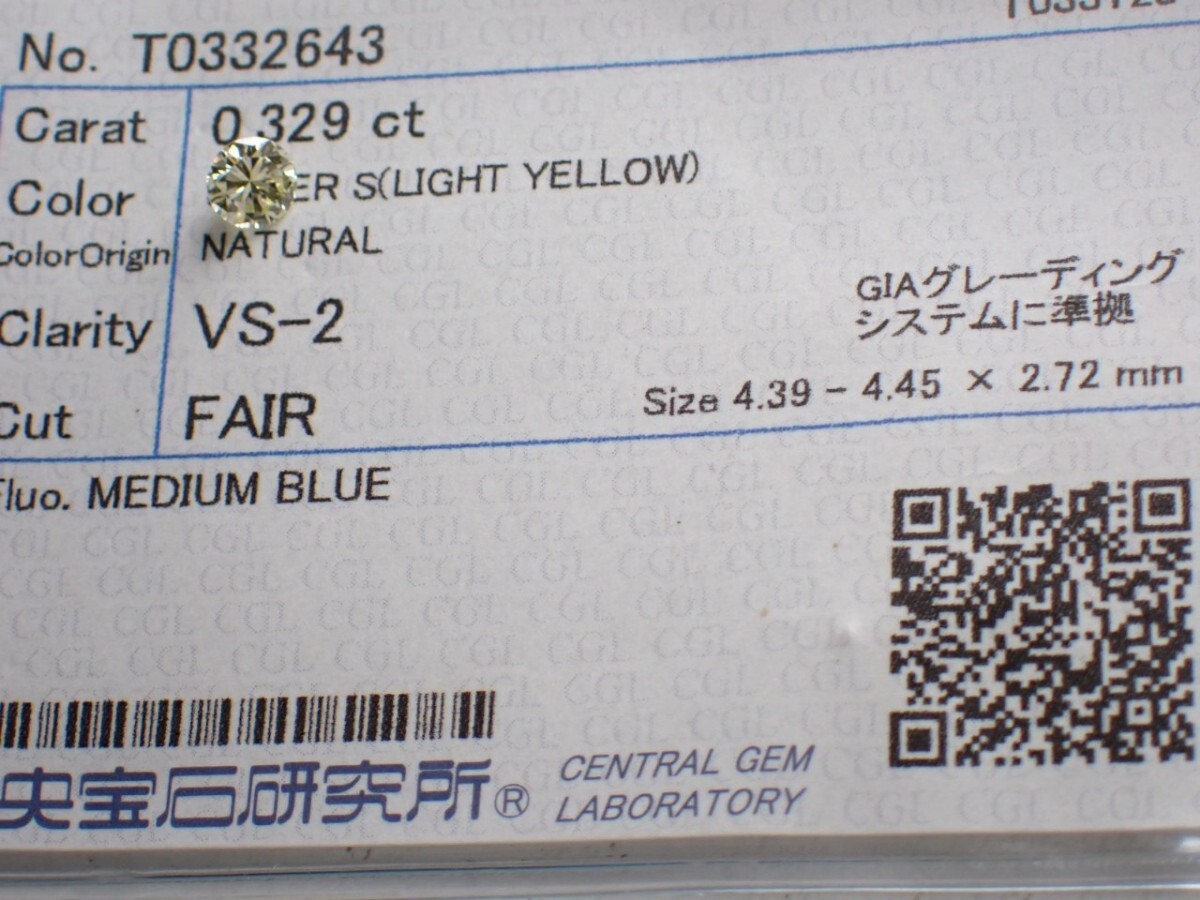 No. T0332643
Carat 0.329 ct
Color ER S(LIGHT YELLOW)
ColorOrigin NATURAL
Clarity VS-2
GIAグレーディング
システムに準拠
Cut FAIR
Size 4.39 - 4.45 × 2.72 mm
Fluo. MEDIUM BLUE
央宝石研究所®
CENTRAL GEM
LABORATORY